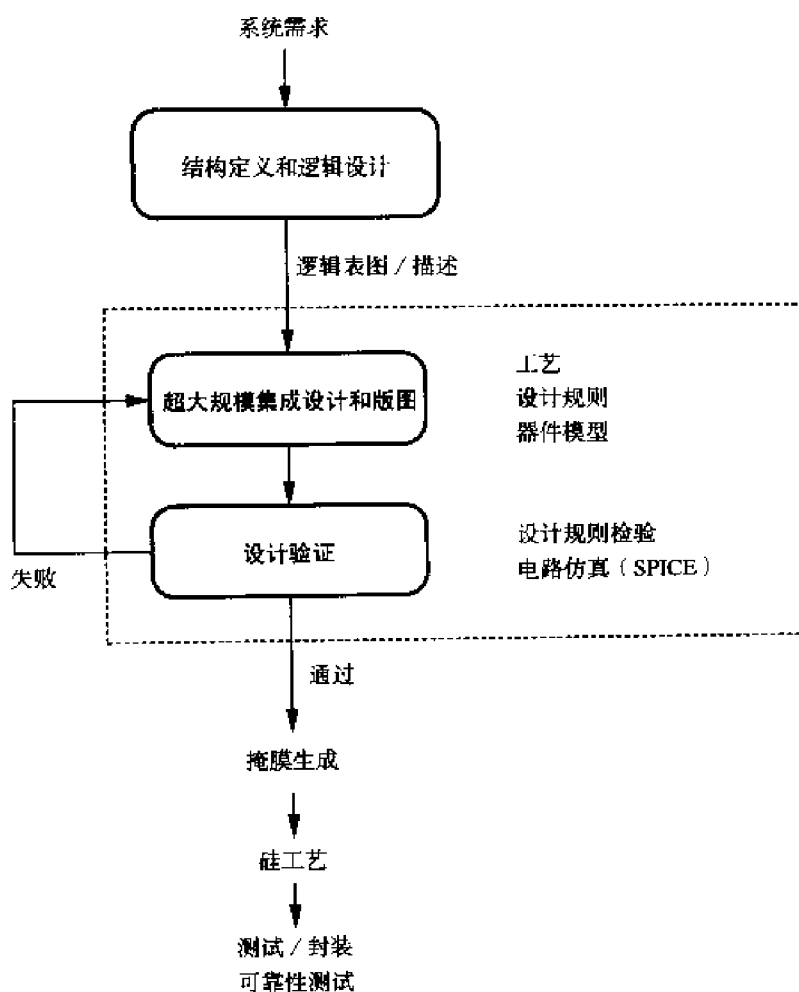 系统需求
结构定义和逻辑设计
逻辑表图 / 描述
超大规模集成设计和版图
工艺
设计规则
器件模型
设计验证
设计规则检验
电路仿真 ( SPICE )
失败
通过
掩膜生成
硅工艺
测试 / 封装
可靠性测试